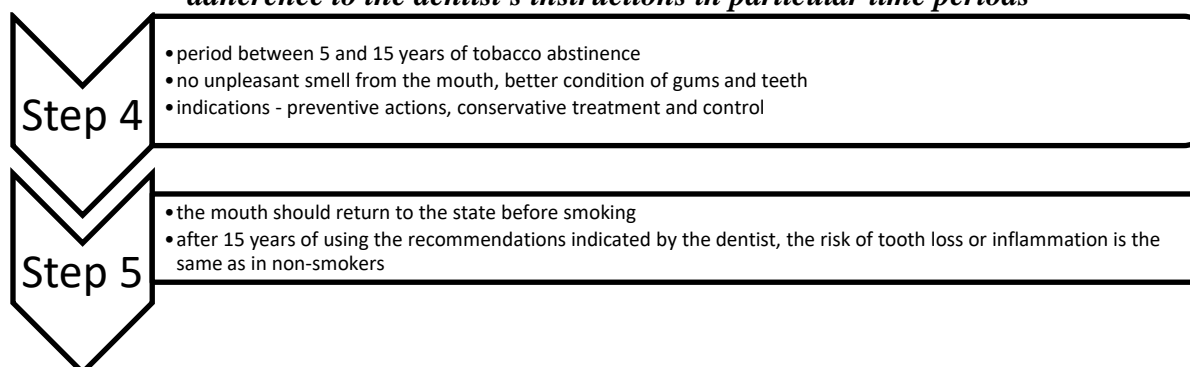 adherence to the dentist's instructions in particular time periods
Step 4
•period between 5 and 15 years of tobacco abstinence
•no unpleasant smell from the mouth, better condition of gums and teeth
•indications - preventive actions, conservative treatment and control
Step 5
•the mouth should return to the state before smoking
•after 15 years of using the recommendations indicated by the dentist, the risk of tooth loss or inflammation is the
same as in non-smokers